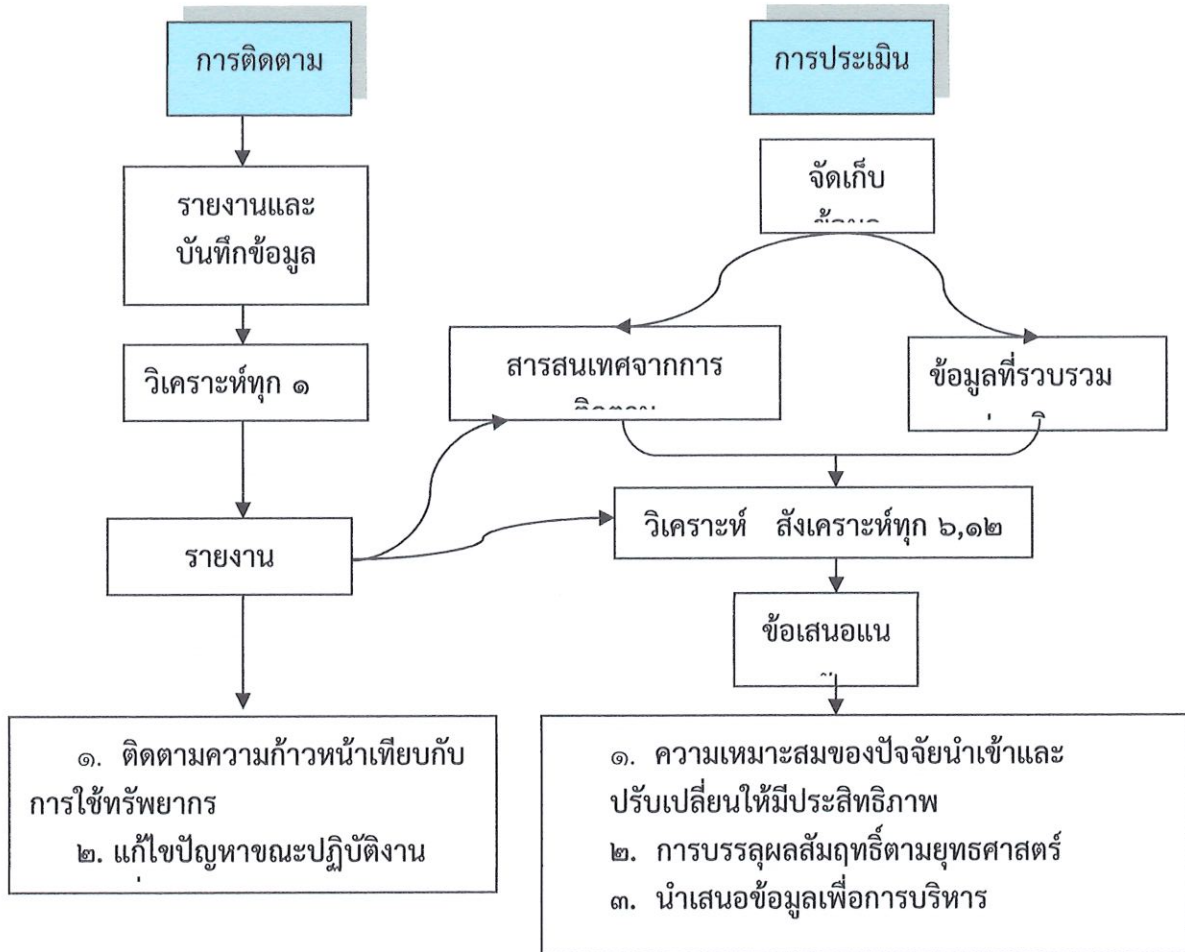 การติดตาม
รายงานและ
บันทึกข้อมูล
วิเคราะห์ทุก ๑
รายงาน
๑. ติดตามความก้าวหน้าเทียบกับ
การใช้ทรัพยากร
๒. แก้ไขปัญหาขณะปฏิบัติงาน
การประเมิน
จัดเก็บ
สารสนเทศจากการ
ข้อมูลที่รวบรวม
วิเคราะห์ สังเคราะห์ทุก ๖,๑๒
ข้อเสนอแน
๑. ความเหมาะสมของปัจจัยนำเข้าและ
ปรับเปลี่ยนให้มีประสิทธิภาพ
๒. การบรรลุผลสัมฤทธิ์ตามยุทธศาสตร์
๓. นำเสนอข้อมูลเพื่อการบริหาร